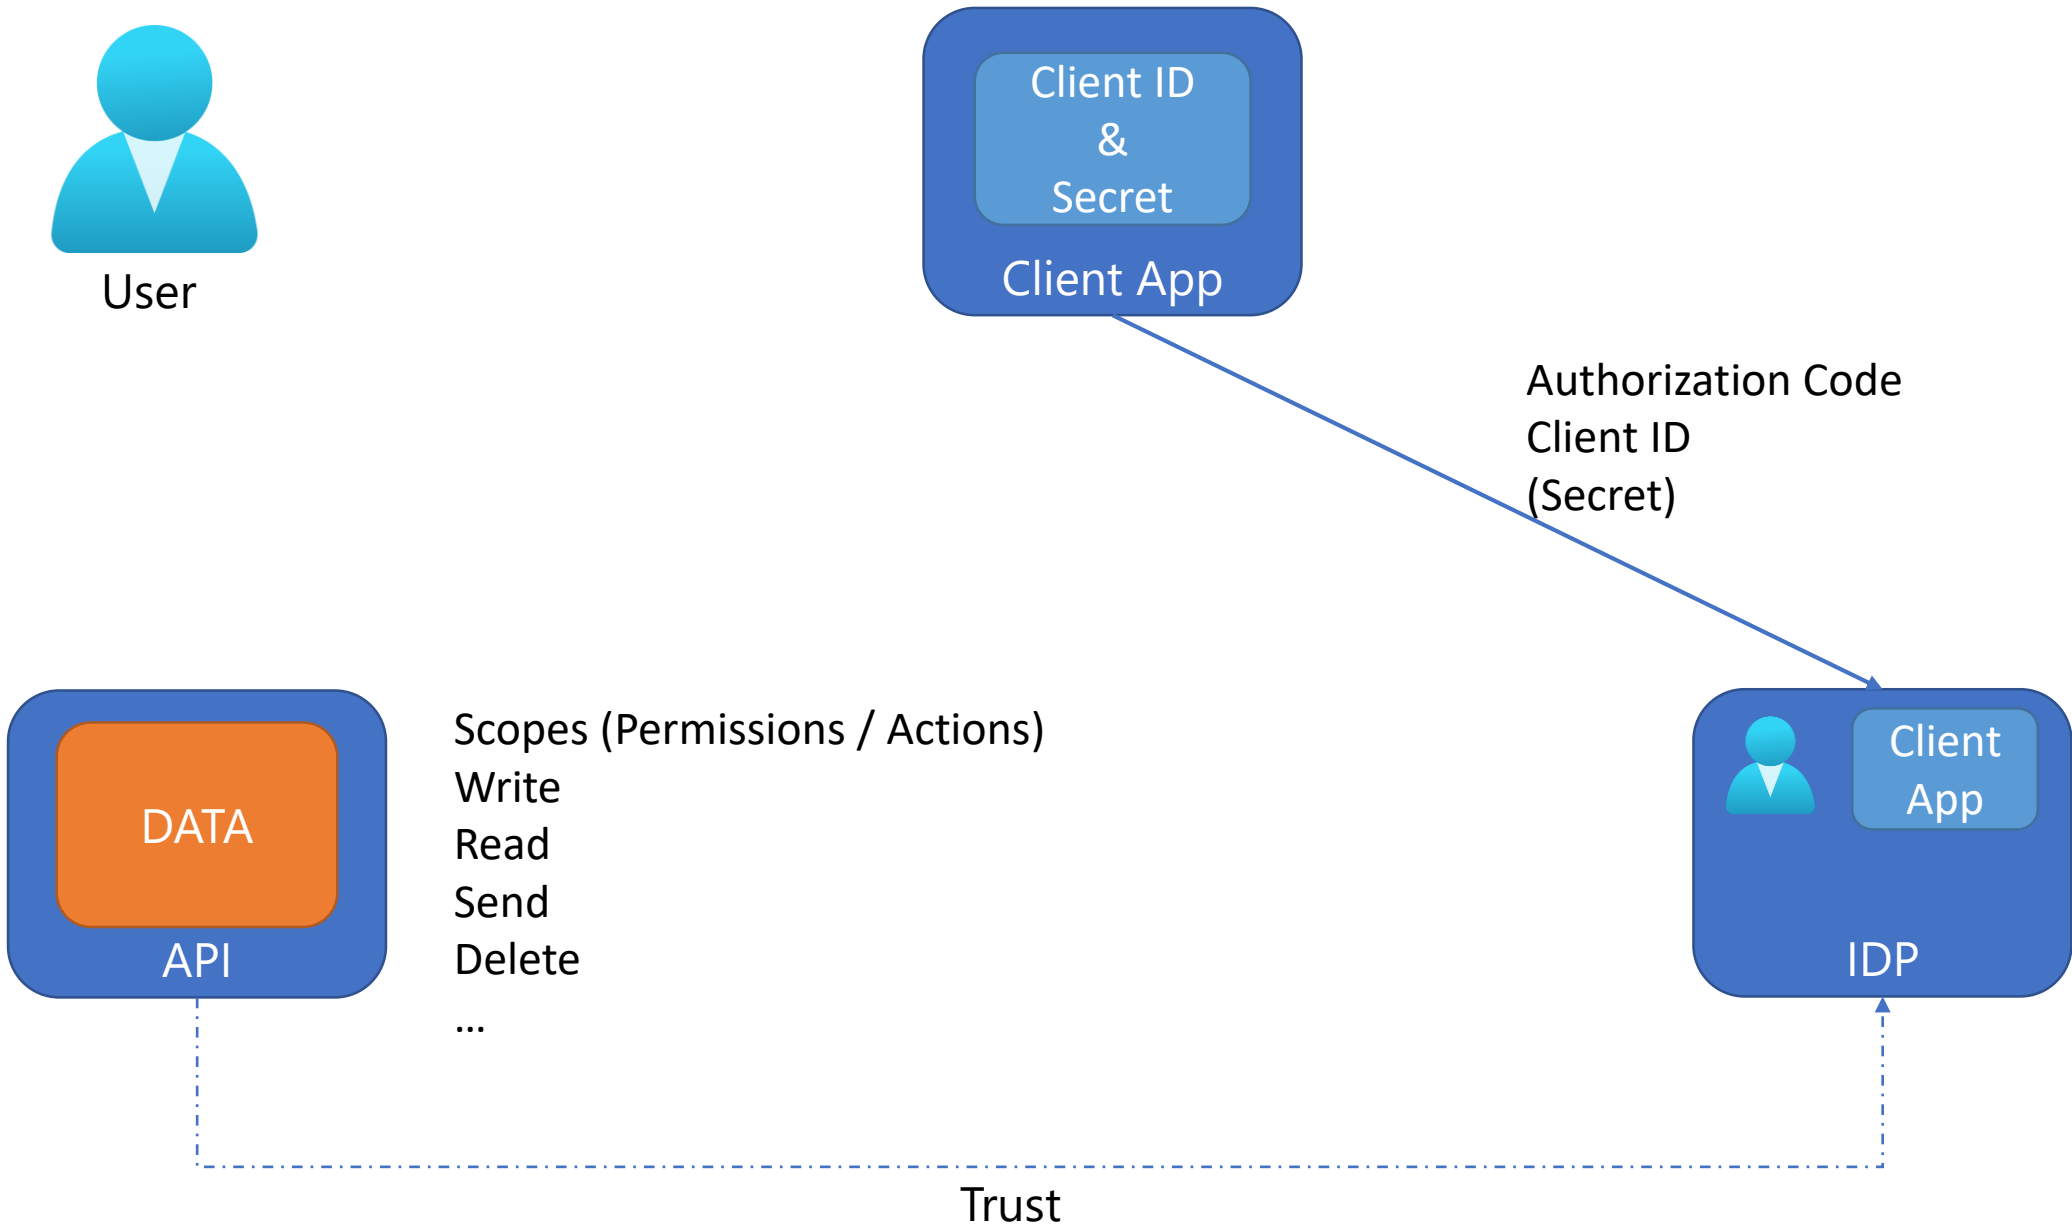 Client ID
&
Secret
Client App
User
Authorization Code
Client ID
(Secret)
Scopes (Permissions / Actions)
Write
Read
Send
Delete
...
DATA
API
Client
App
IDP
Trust